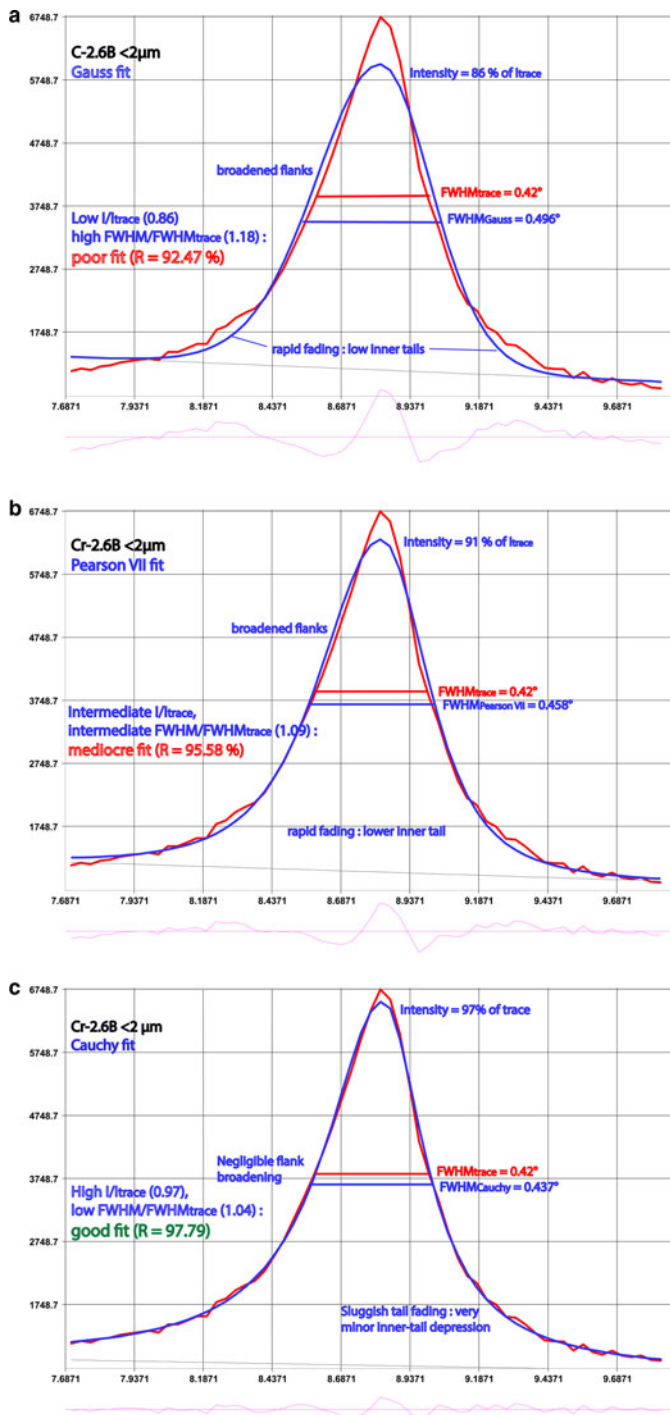 a
6748.7
C-2.6B <2µm
Gauss fit
Intensity = 86 % of Itrace
5748.7
4748.7
broadened flanks
FWHMtrace = 0.42°
3748.7
FWHMGauss = 0.496°
Low I/Itrace (0.86)
high FWHM/FWHMtrace (1.18) :
poor fit (R = 92.47 %)
2748.7
1748.7
rapid fading : low inner tails
7.6871 7.9371 8.1871 8.4371 8.6871 8.9371 9.1871 9.4371 9.6871
b
6748.7
Cr-2.6B <2µm
Pearson VII fit
Intensity = 91 % of Itrace
5748.7
4748.7
broadened flanks
FWHMtrace = 0.42°
3748.7
FWHMPearson VII = 0.458°
Intermediate I/Itrace,
intermediate FWHM/FWHMtrace (1.09) :
mediocre fit (R = 95.58 %)
2748.7
1748.7
rapid fading : lower inner tail
7.6871 7.9371 8.1871 8.4371 8.6871 8.9371 9.1871 9.4371 9.6871
c
6748.7
Cr-2.6B <2 µm
Cauchy fit
Intensity = 97% of trace
5748.7
4748.7
Negligible flank
broadening
FWHMtrace = 0.42°
3748.7
FWHMCauchy = 0.437°
High I/Itrace (0.97),
low FWHM/FWHMtrace (1.04) :
good fit (R = 97.79)
2748.7
1748.7
Sluggish tail fading : very
minor inner-tail depression
7.6871 7.9371 8.1871 8.4371 8.6871 8.9371 9.1871 9.4371 9.6871